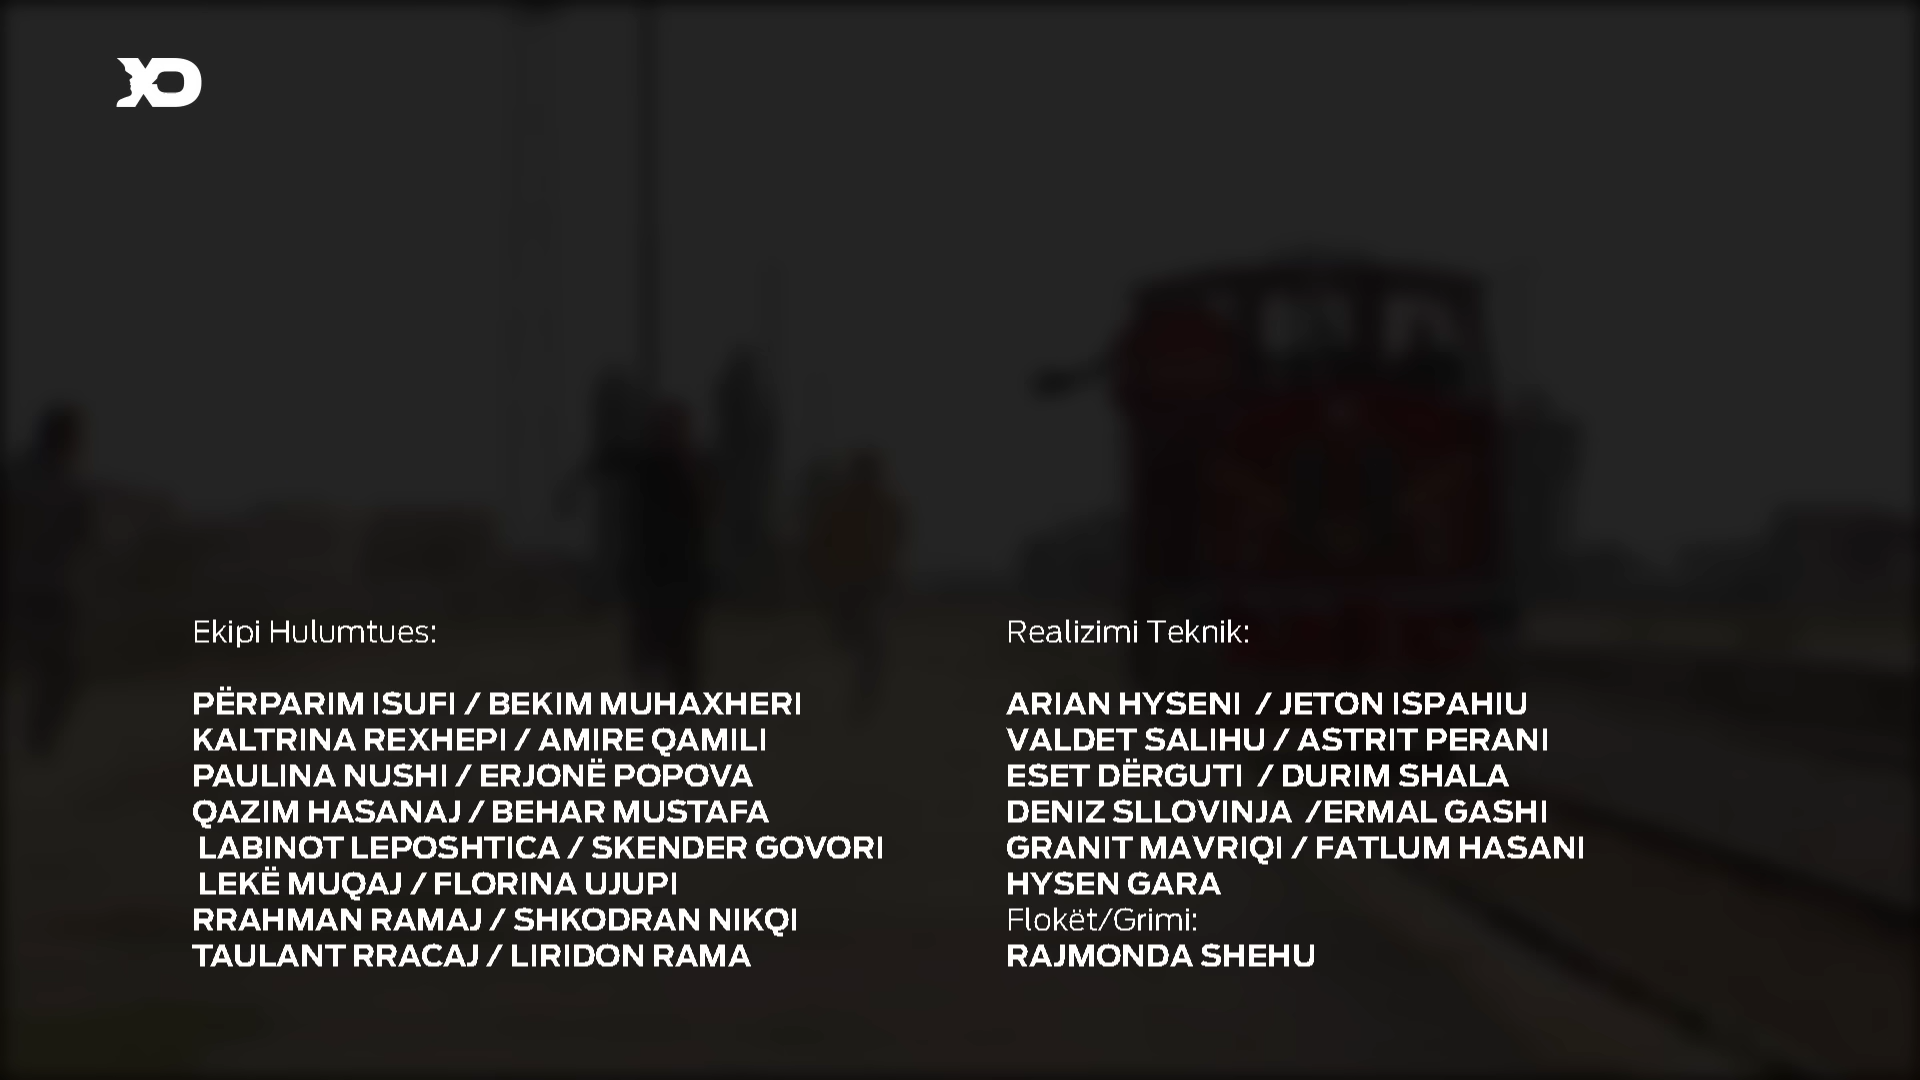 XO
Ekipi Hulumtues:
PËRPARIM ISUFI / BEKIM MUHAXHERI
KALTRINA REXHEPI / AMIRE QAMILI
PAULINA NUSHI / ERJONË POPOVA
QAZIM HASANAJ / BEHAR MUSTAFA
LABINOT LEPOSHTICA / SKENDER GOVORI
LEKË MUQAJ / FLORINA UJUPI
RRAHMAN RAMAJ / SHKODRAN NIKQI
TAULANT RRACAJ / LIRIDON RAMA
Realizimi Teknik:
ARIAN HYSENI / JETON ISPAHIU
VALDET SALIHU / ASTRIT PERANI
ESET DËRGUTI / DURIM SHALA
DENIZ SLLOVINJA /ERMAL GASHI
GRANIT MAVRIQI / FATLUM HASANI
HYSEN GARA
Flokët/Grimi:
RAJMONDA SHEHU